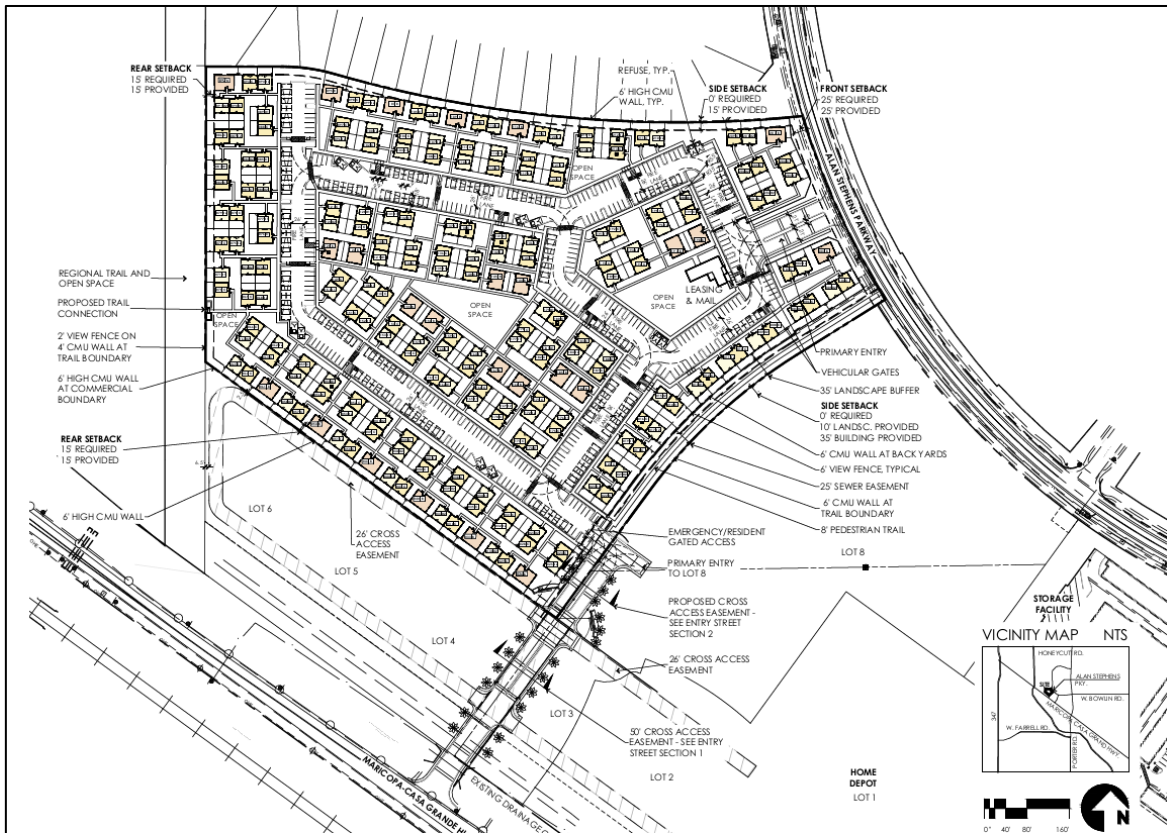 REAR SETBACK
15' REQUIRED
15' PROVIDED
REFUSE, TYP.
6' HIGH CMU
WALL, TYP.
SIDE SETBACK
0' REQUIRED
15' PROVIDED
FRONT SETBACK
25' REQUIRED
25' PROVIDED
ALAN STEPHENS PARKWAY
OPEN
SPACE
REGIONAL TRAIL AND
OPEN SPACE
PROPOSED TRAIL
CONNECTION
2' VIEW FENCE ON
4' CMU WALL AT
TRAIL BOUNDARY
6' HIGH CMU WALL
AT COMMERCIAL
BOUNDARY
REAR SETBACK
15' REQUIRED
15' PROVIDED
6' HIGH CMU WALL
OPEN
SPACE
OPEN
SPACE
LEASING
& MAIL
OPEN
SPACE
PRIMARY ENTRY
VEHICULAR GATES
35' LANDSCAPE BUFFER
SIDE SETBACK
0' REQUIRED
10' LANDSC. PROVIDED
35' BUILDING PROVIDED
6' CMU WALL AT BACK YARDS
6' VIEW FENCE, TYPICAL
25' SEWER EASEMENT
6' CMU WALL AT
TRAIL BOUNDARY
8' PEDESTRIAN TRAIL
LOT 6
26' CROSS
ACCESS
EASEMENT
LOT 5
LOT 4
EMERGENCY/RESIDENT
GATED ACCESS
PRIMARY ENTRY
TO LOT 8
LOT 8
PROPOSED CROSS
ACCESS EASEMENT -
SEE ENTRY STREET
SECTION 2
26' CROSS ACCESS
EASEMENT
LOT 3
50' CROSS ACCESS
EASEMENT - SEE ENTRY
STREET SECTION 1
LOT 2
MARICOPA-CASA GRANDE H
EXISTING DRAINAGE
HOME
DEPOT
LOT 1
STORAGE
FACILITY
VICINITY MAP NTS
HONEYCUTT RD.
ALAN STEPHENS
PKY.
W. BOWLIN RD.
MARICOPA CASA GRAND HWY.
347
W. FARRELL RD.
PORTER RD.
0" 40' 80' 160'